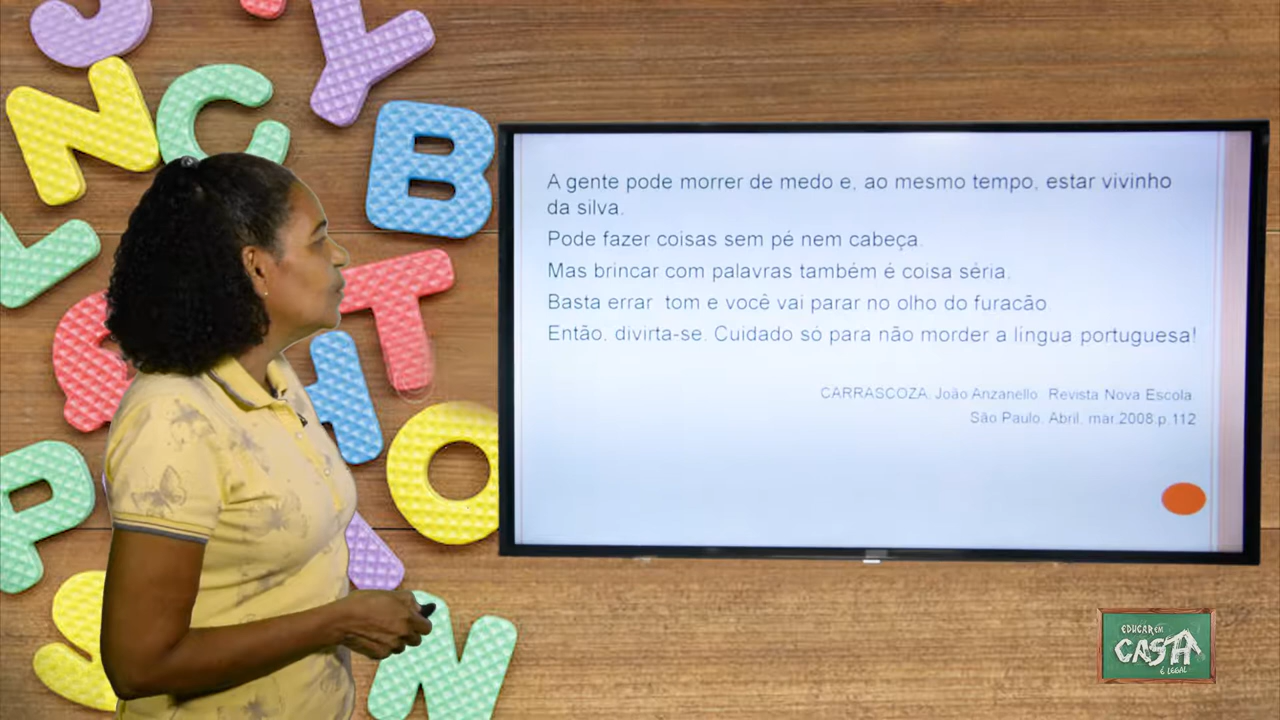 A gente pode morrer de medo e, ao mesmo tempo, estar vivinho
da silva.
Pode fazer coisas sem pé nem cabeça.
Mas brincar com palavras também é coisa séria.
Basta errar tom e você vai parar no olho do furacão.
Então, divirta-se. Cuidado só para não morder a língua portuguesa!
CARRASCOZA, João Anzanello. Revista Nova Escola.
São Paulo. Abril, mar.2008.p.112
EDUCAR EM
CASA
É LEGAL
J
Y
N
C
B
L
T
O
P
N